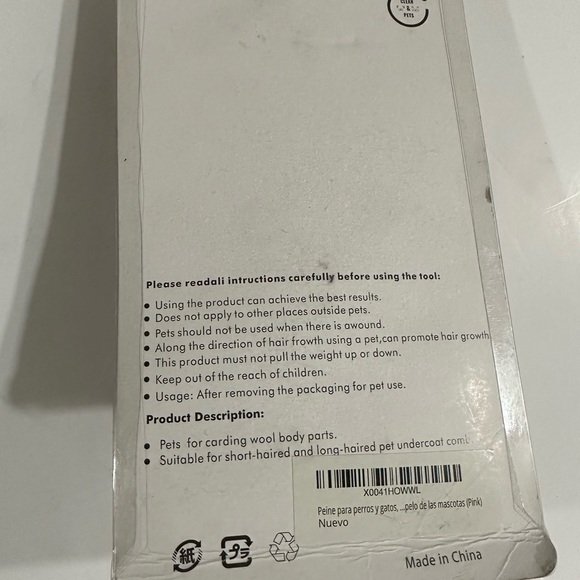 CLEAN
&
PETS
Please readali intructions carefully before using the tool:
• Using the product can achieve the best results.
• Does not apply to other places outside pets.
• Pets should not be used when there is awound.
• Along the direction of hair frowth using a pet,can promote hair growth
• This product must not pull the weight up or down.
• Keep out of the reach of children.
• Usage: After removing the packaging for pet use.
Product Description:
• Pets for carding wool body parts.
• Suitable for short-haired and long-haired pet undercoat comb
X0041HOWWL
Peine para perros y gatos, ...pelo de las mascotas (Pink)
Nuevo
紙
プラ
Made in China